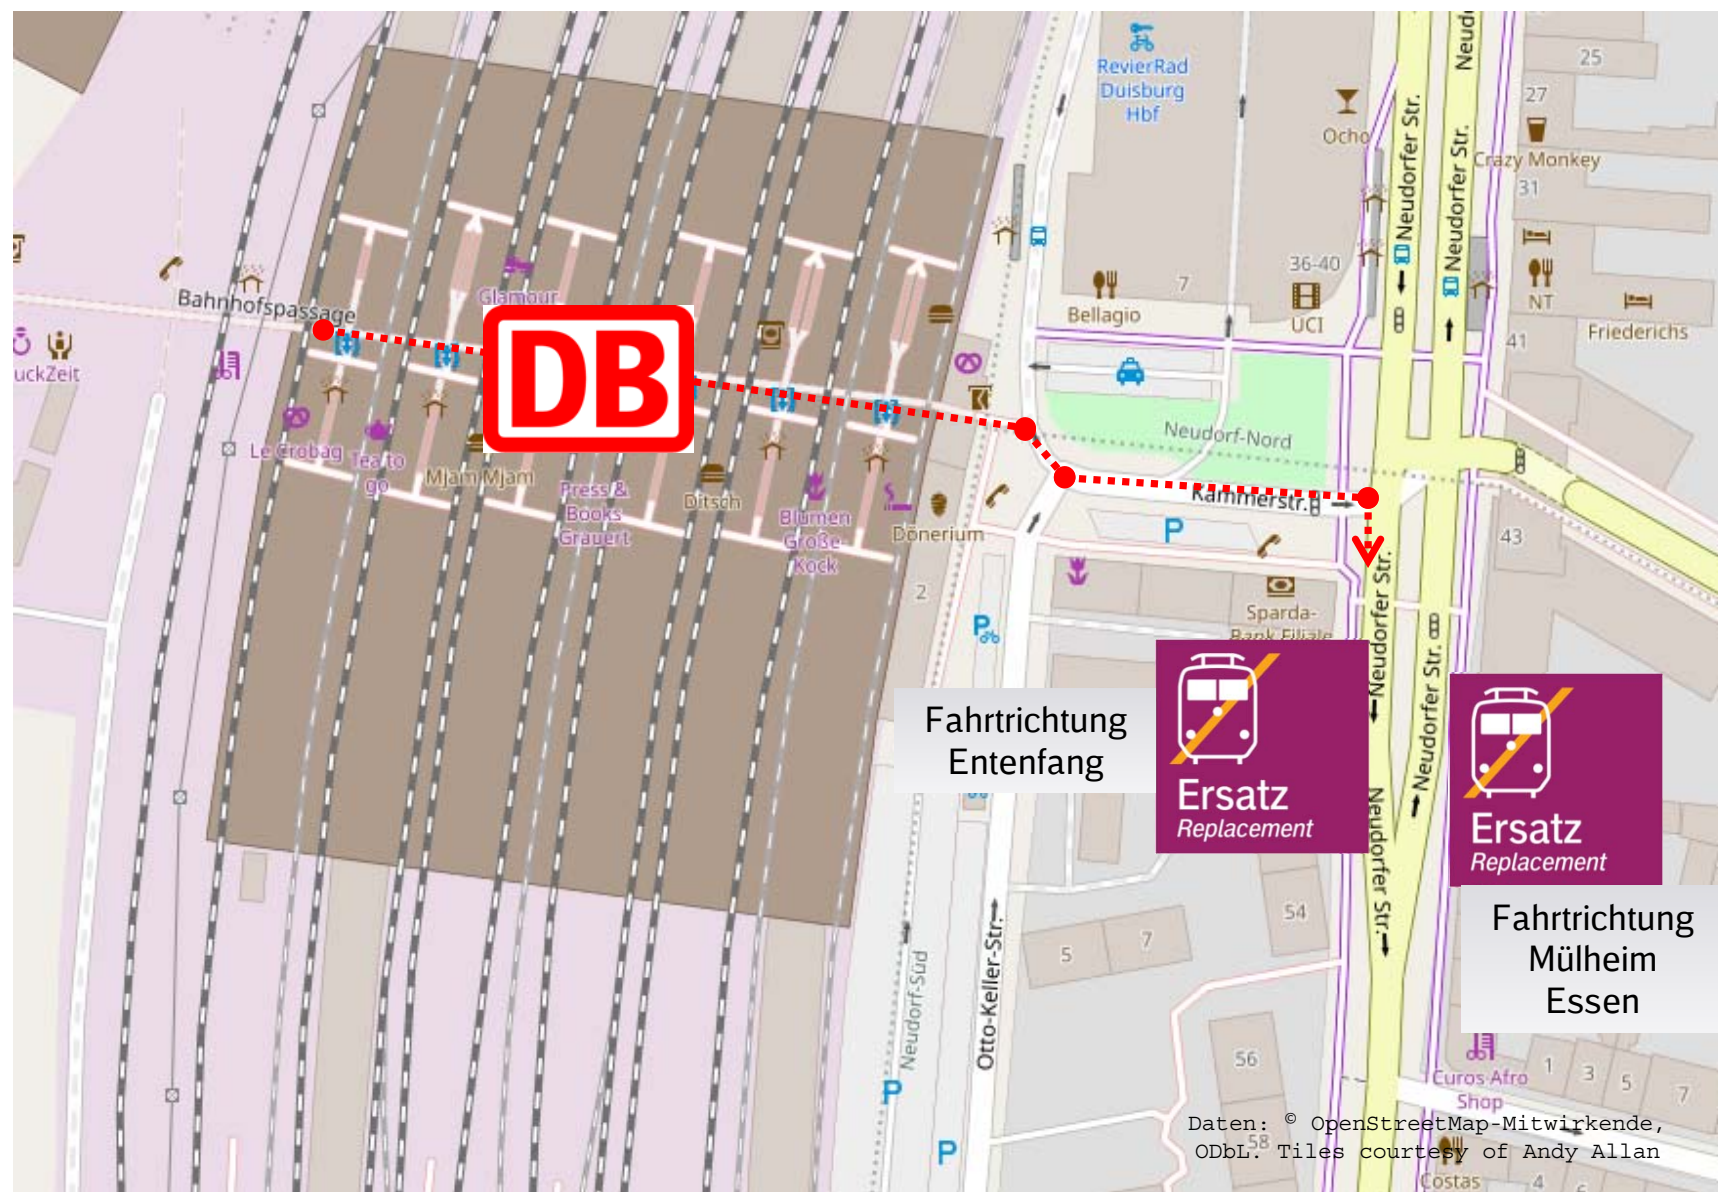 RevierRad
Duisburg
Hbf
Ocho
Neudorfer Str.
Neudorfer Str.
25
27
Crazy Monkey
31
Bahnhofspassage
Glamour
Bellagio
7
36-40
UCI
NT
Friederichs
41
DB
Le Crobag
Tea to
go
Mjam Mjam
Press &
Books
Grauert
Ditsch
Blumen
Große-
Kock
Dönerium
2
Neudorf-Nord
Kammerstr.
P
43
Sparda-
Bank Filiale
P
Neudorfer Str.
Neudorfer Str.
Fahrtrichtung
Entenfang
Ersatz
Replacement
Ersatz
Replacement
Neudorfer Str.
Fahrtrichtung
Mülheim
Essen
54
5
7
Neudorf-Süd
Otto-Keller-Str.
56
P
P
Curos Afro
Shop
1
3
5
7
58
Daten: © OpenStreetMap-Mitwirkende,
ODbL. Tiles courtesy of Andy Allan
Costas
4